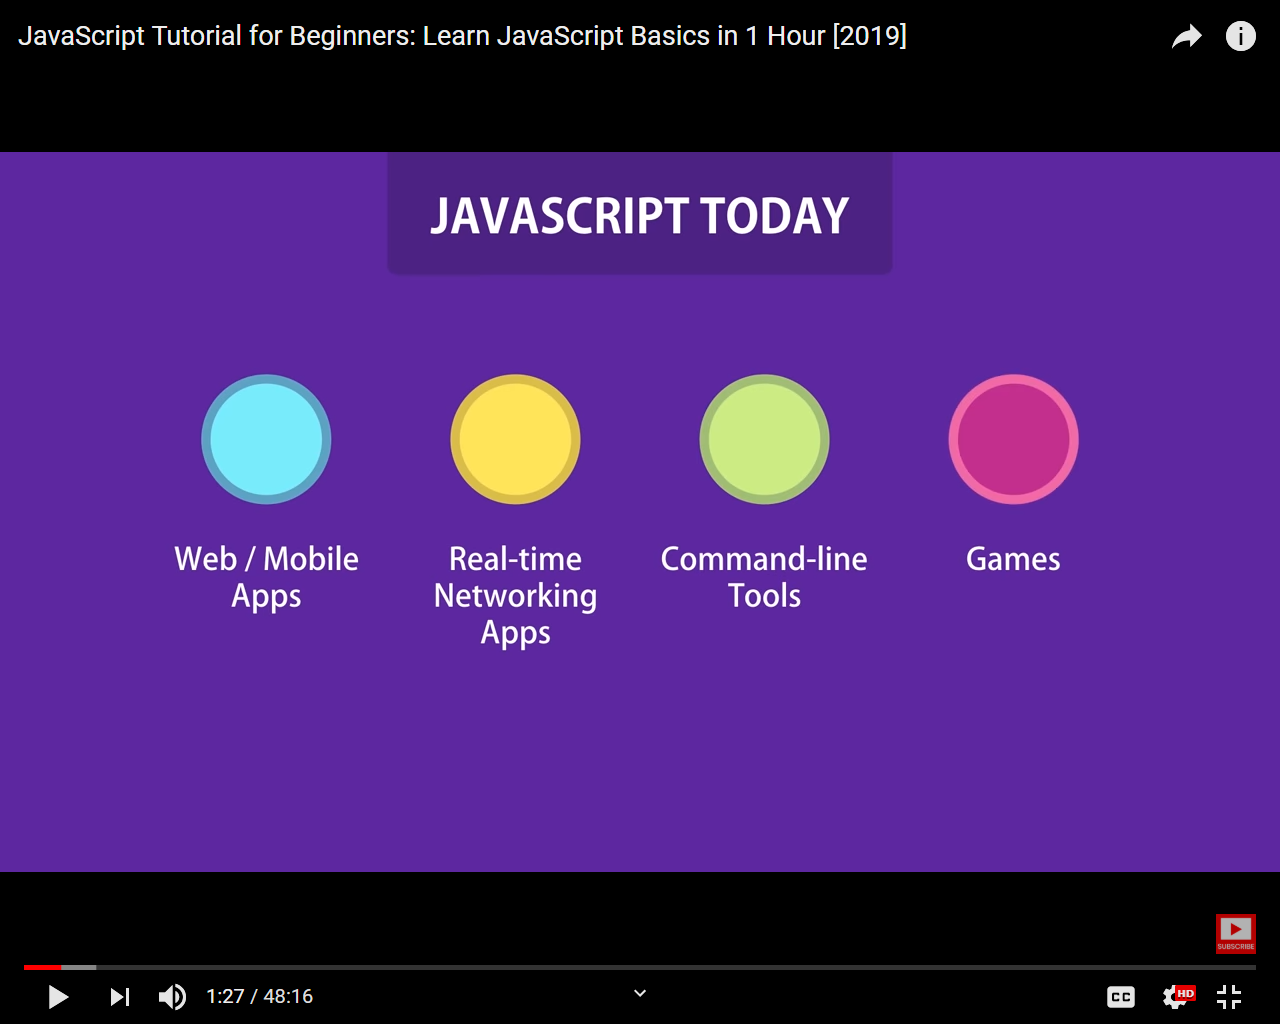 JavaScript Tutorial for Beginners: Learn JavaScript Basics in 1 Hour [2019]
JAVASCRIPT TODAY
Web / Mobile
Apps
Real-time
Networking
Apps
Command-line
Tools
Games
SUBSCRIBE
1:27 / 48:16
CC
HD